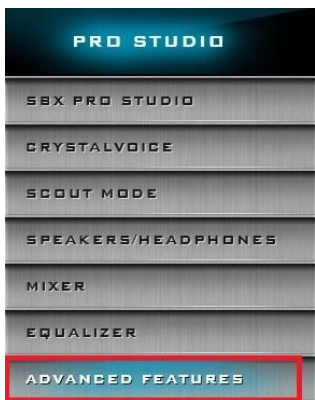 PRO STUDIO
SBX PRO STUDIO
CRYSTALVOICE
SCOUT MODE
SPEAKERS/HEADPHONES
MIXER
EQUALIZER
ADVANCED FEATURES